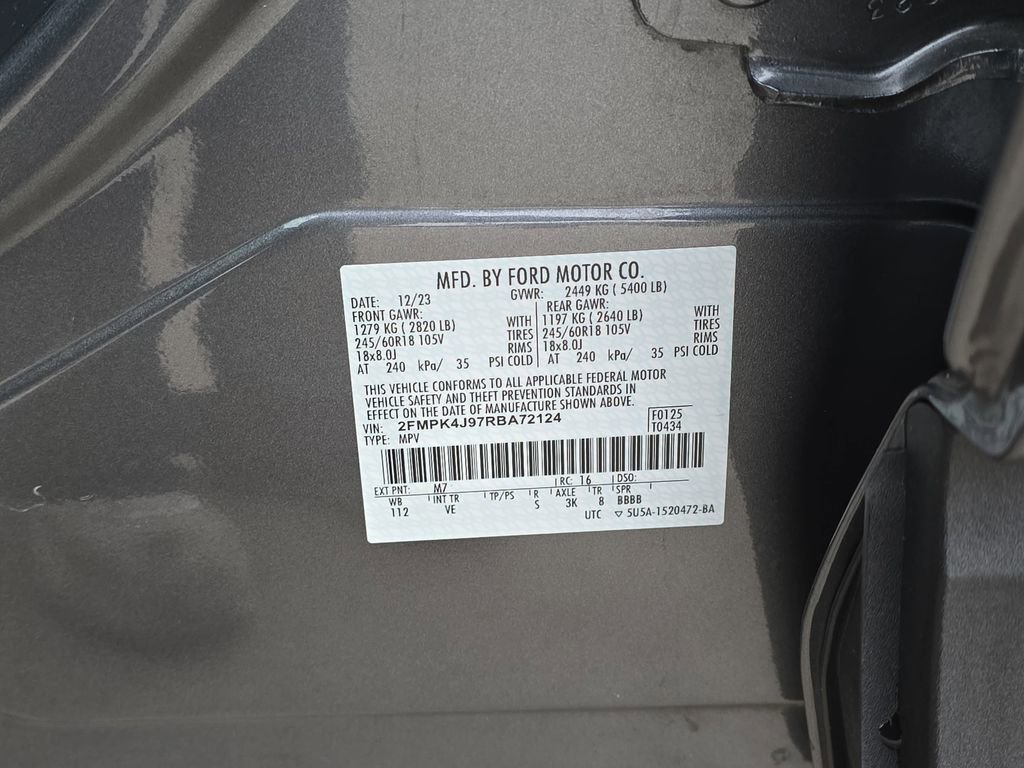 MFD. BY FORD MOTOR CO.
DATE: 12/23 GVWR: 2449 KG ( 5400 LB)
FRONT GAWR: REAR GAWR:
1279 KG ( 2820 LB) WITH 1197 KG ( 2640 LB) WITH
245/60R18 105V TIRES 245/60R18 105V TIRES
18x8.0J RIMS 18x8.0J RIMS
AT 240 kPa/ 35 PSI COLD AT 240 kPa/ 35 PSI COLD
THIS VEHICLE CONFORMS TO ALL APPLICABLE FEDERAL MOTOR
VEHICLE SAFETY AND THEFT PREVENTION STANDARDS IN
EFFECT ON THE DATE OF MANUFACTURE SHOWN ABOVE.
VIN: 2FMPK4J97RBA72124 F0125
TYPE: MPV T0434
EXT PNT: M7 RC: 16 DSO:
WB INT TR TP/PS R AXLE TR SPR
112 VE S 3K 8 BBBB
UTC ▽ 5U5A-1520472-BA